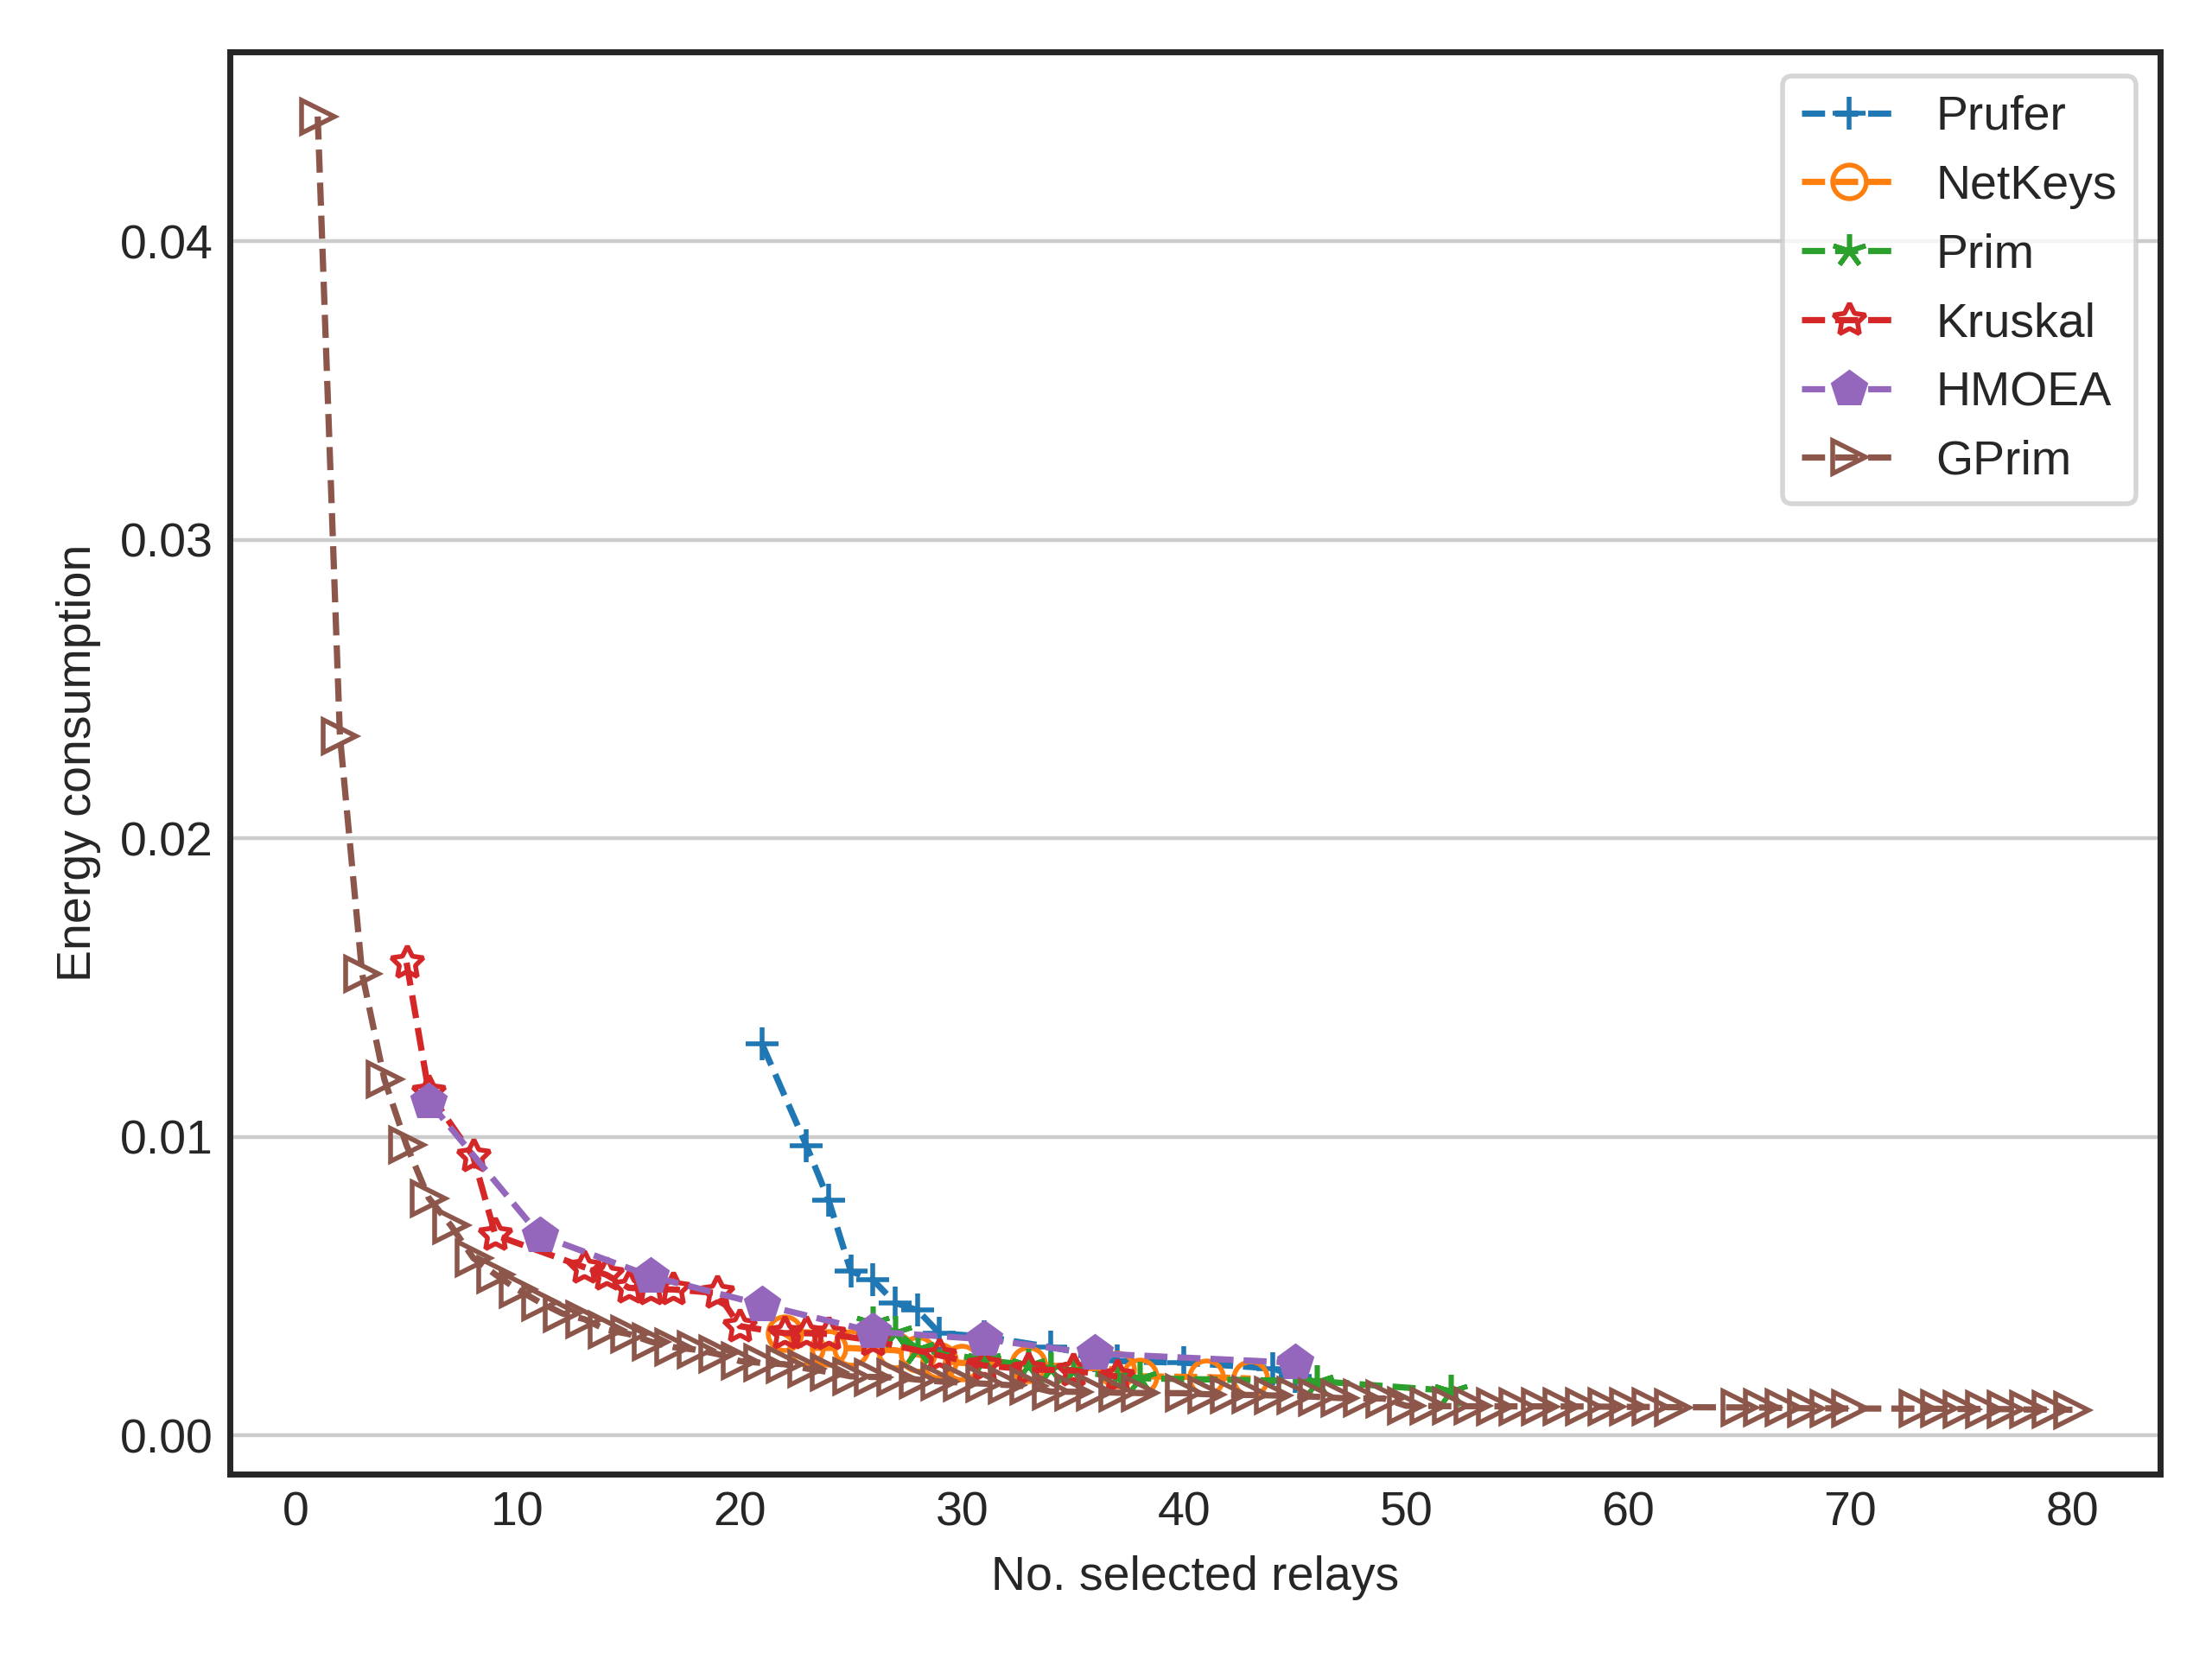 Prufer
NetKeys
Prim
Kruskal
HMOEA
GPrim
Energy consumption
0.04
0.03
0.02
0.01
0.00
0 10 20 30 40 50 60 70 80
No. selected relays